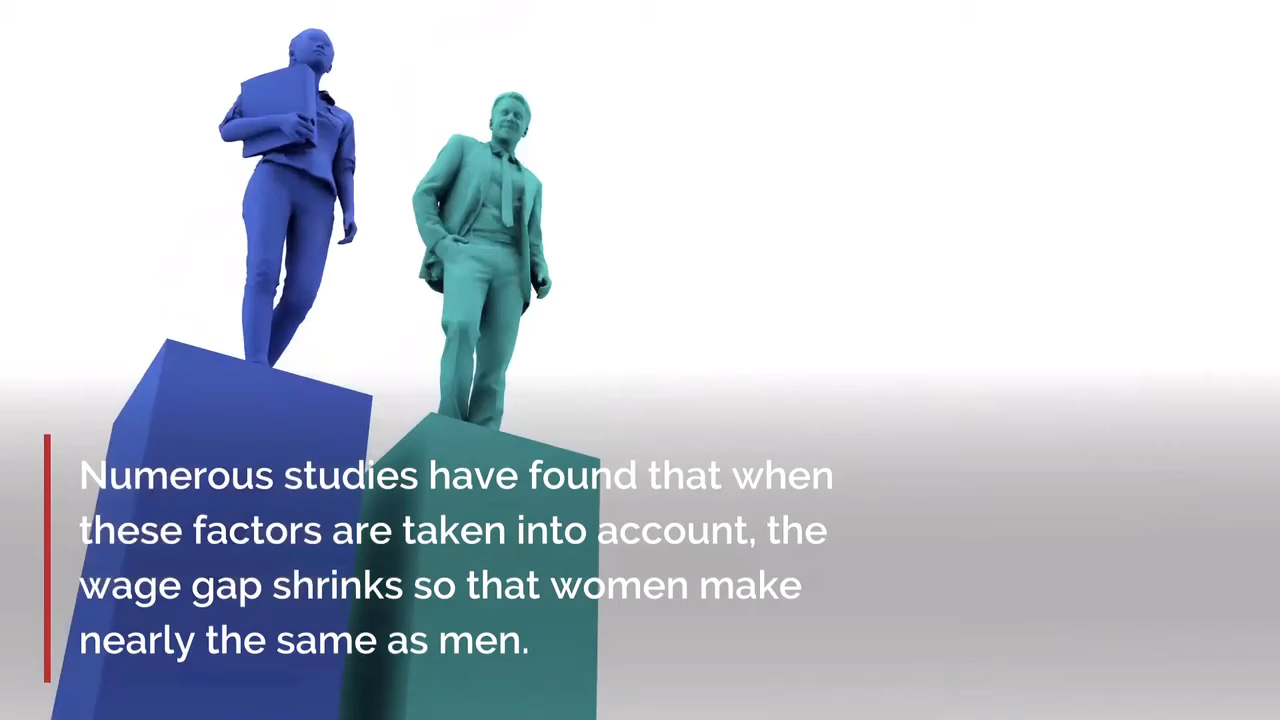 Numerous studies have found that when
these factors are taken into account, the
wage gap shrinks so that women make
nearly the same as men.